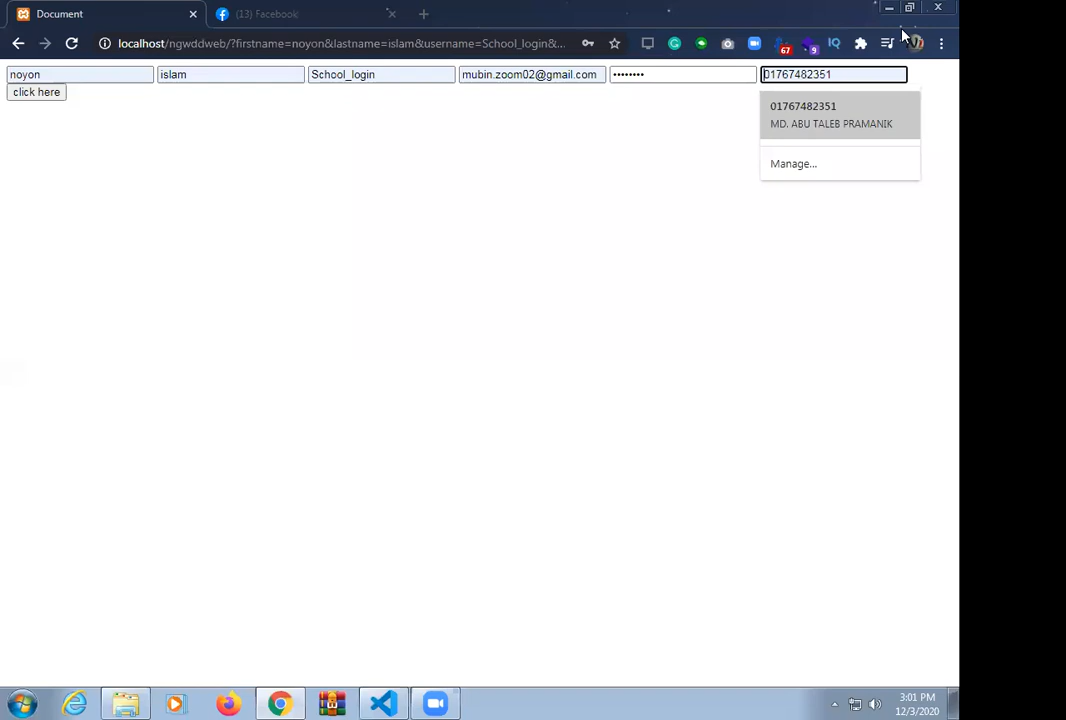 Document
(13) Facebook
localhost/ngwddweb/?firstname=noyon&lastname=islam&username=School_login&...
67
9
IQ
noyon
islam
School_login
mubin.zoom02@gmail.com
••••••••
01767482351
click here
01767482351
MD. ABU TALEB PRAMANIK
Manage...
3:01 PM
12/3/2020